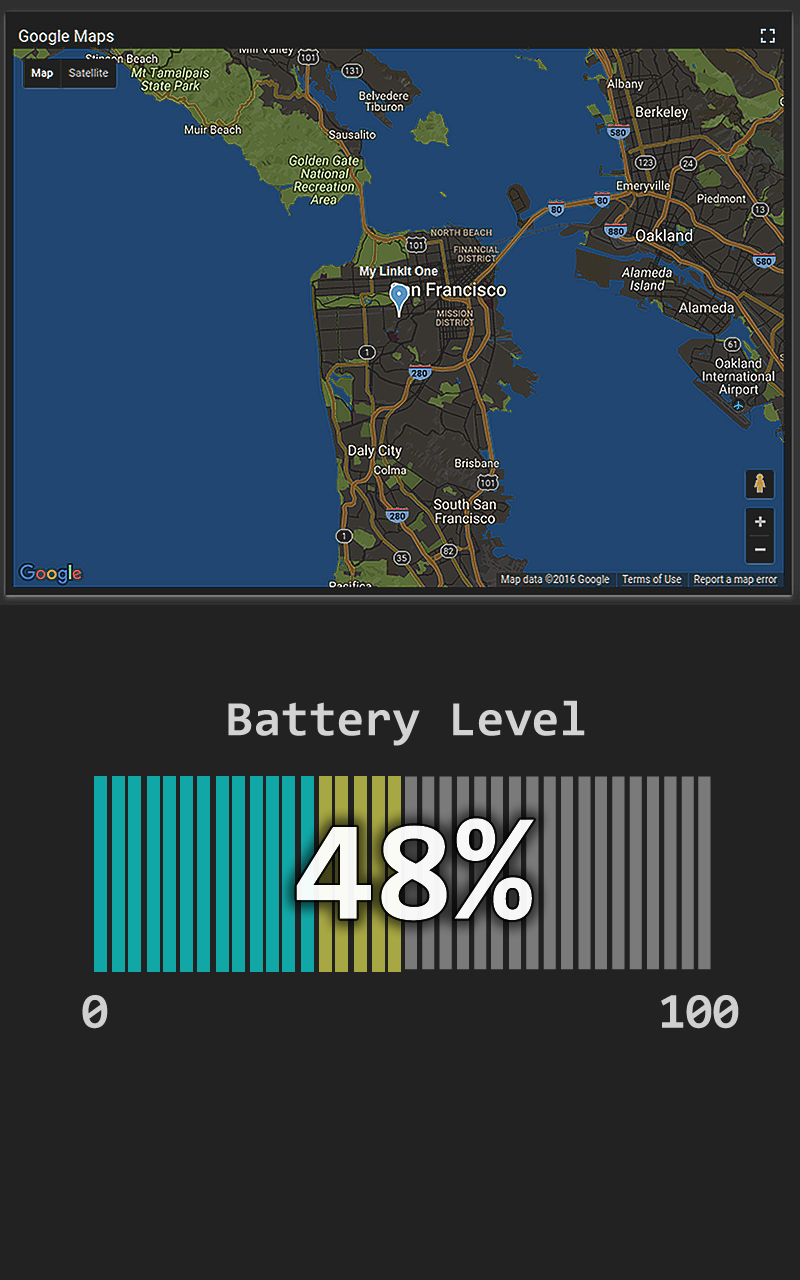 Google Maps
Mill Valley
101
Stinson Beach
Map
Satellite
Mt Tamalpais
State Park
131
Albany
Belvedere
Tiburon
Berkeley
Muir Beach
Sausalito
580
Golden Gate
National
Recreation
Area
123
24
Emeryville
80
80
Piedmont
13
NORTH BEACH
880
Oakland
101
FINANCIAL
DISTRICT
580
My LinkIt One
Alameda
Island
an Francisco
Alameda
MISSION
DISTRICT
1
61
280
Oakland
International
Airport
Daly City
Colma
Brisbane
101
South San
Francisco
280
1
35
82
+
−
Google
Pacifica
Map data ©2016 Google
Terms of Use
Report a map error
Battery Level
48%
0
100